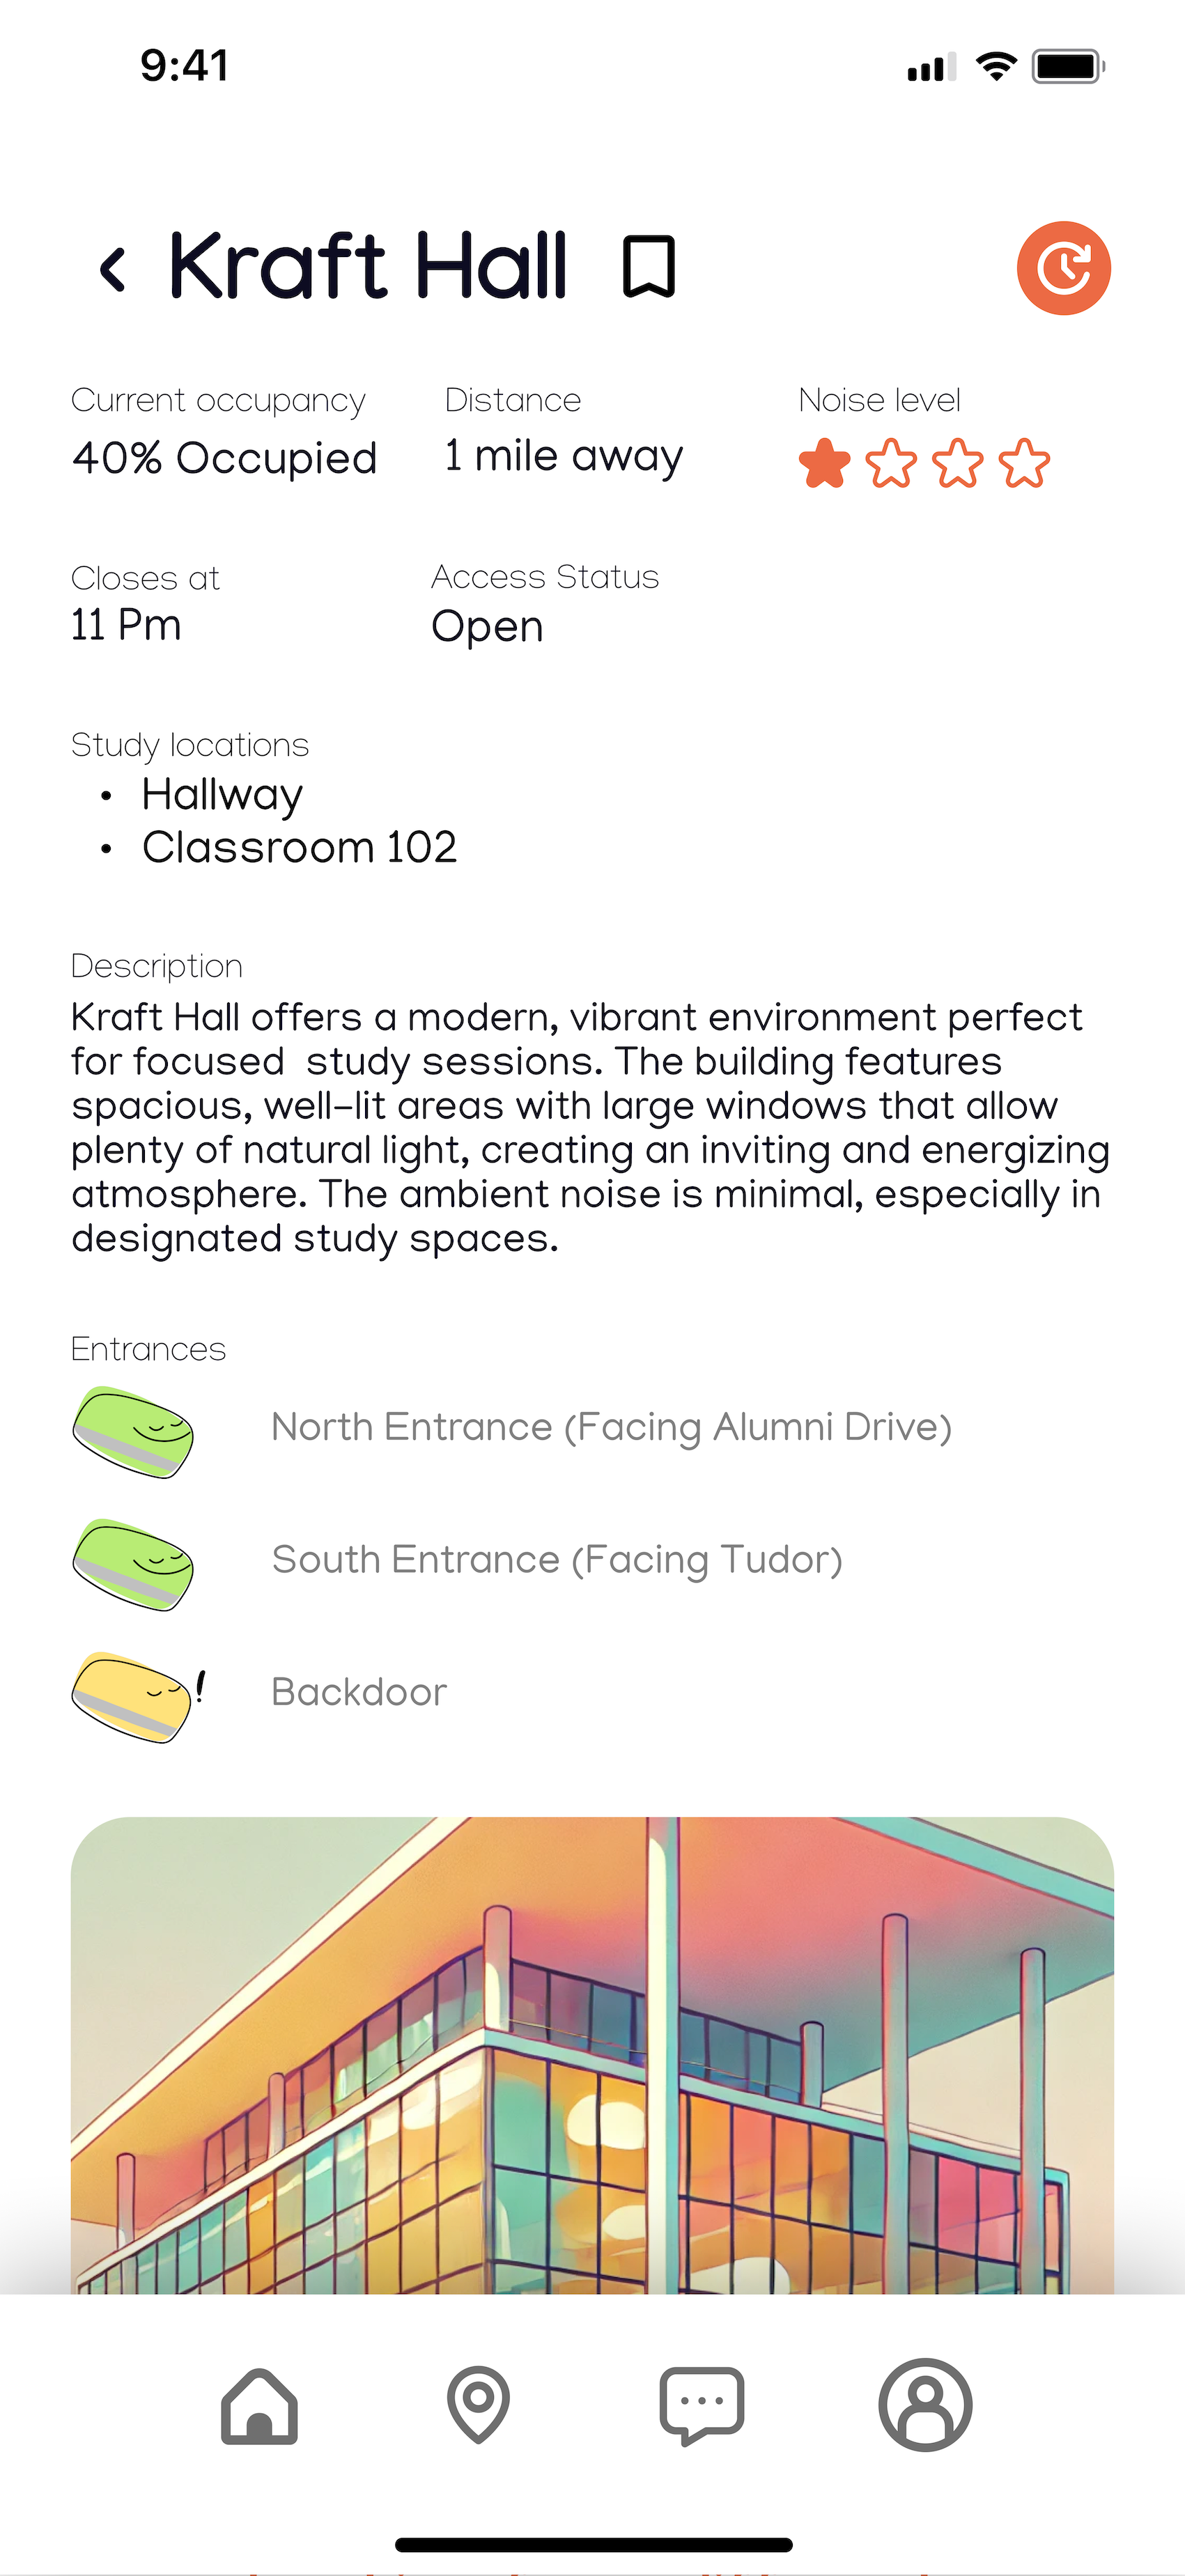 9:41
Kraft Hall
Current occupancy
40% Occupied
Distance
1 mile away
Noise level
Closes at
11 Pm
Access Status
Open
Study locations
• Hallway
• Classroom 102
Description
Kraft Hall offers a modern, vibrant environment perfect
for focused  study sessions. The building features
spacious, well-lit areas with large windows that allow
plenty of natural light, creating an inviting and energizing
atmosphere. The ambient noise is minimal, especially in
designated study spaces.
Entrances
North Entrance (Facing Alumni Drive)
South Entrance (Facing Tudor)
!
Backdoor